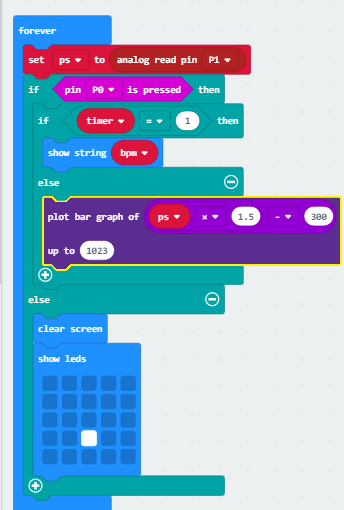 forever
set ps to analog read pin P1
if pin P0 is pressed then
if timer = 1 then
show string bpm
else
plot bar graph of ps × 1.5 - 300
up to 1023
else
clear screen
show leds